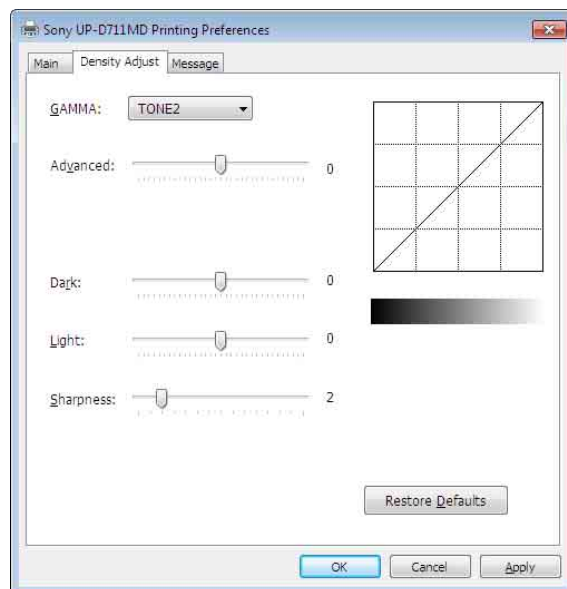 Sony UP-D711MD Printing Preferences
Main Density Adjust Message
GAMMA: TONE2
Advanced: 0
Dark: 0
Light: 0
Sharpness: 2
Restore Defaults
OK Cancel Apply